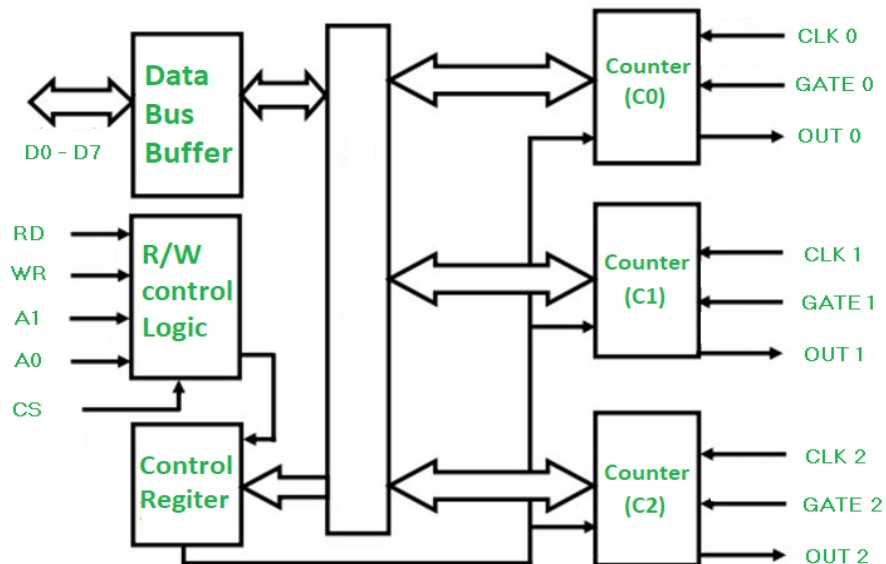 Data
Bus
Buffer
D0 - D7
RD
WR
A1
A0
CS
R/W
control
Logic
Control
Regiter
Counter
(C0)
CLK 0
GATE 0
OUT 0
Counter
(C1)
CLK 1
GATE 1
OUT 1
Counter
(C2)
CLK 2
GATE 2
OUT 2